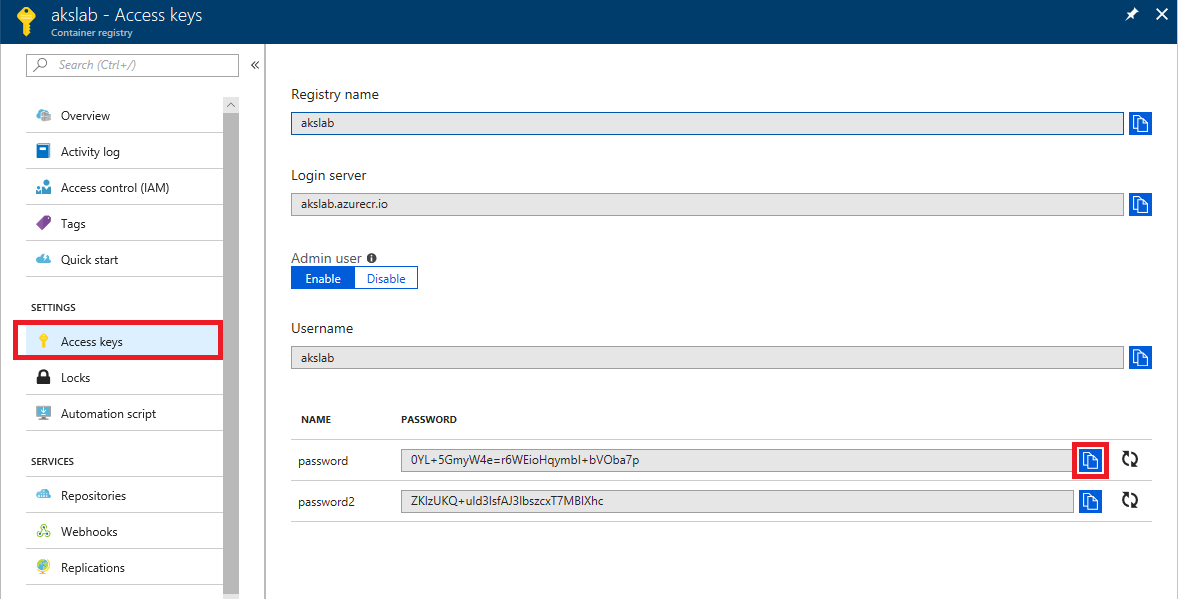 akslab - Access keys
Container registry
Search (Ctrl+/)
Overview
Activity log
Access control (IAM)
Tags
Quick start
SETTINGS
Access keys
Locks
Automation script
SERVICES
Repositories
Webhooks
Replications
Registry name
akslab
Login server
akslab.azurecr.io
Admin user
Enable Disable
Username
akslab
NAME PASSWORD
password 0YL+5GmyW4e=r6WEioHqymbI+bVOba7p
password2 ZKIzUKQ+uld3IsfAJ3IbszcxT7MBIXhc